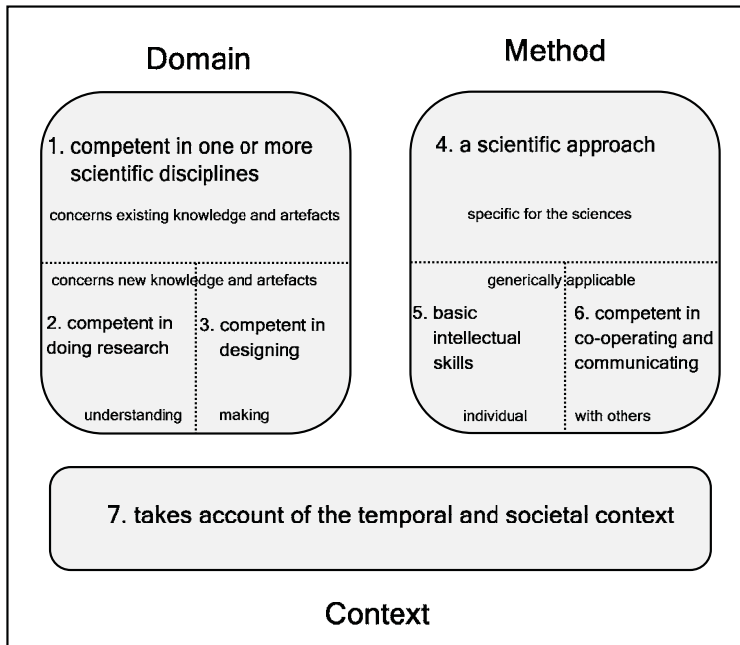 Domain
1. competent in one or more
scientific disciplines
concerns existing knowledge and artefacts
concerns new knowledge and artefacts
2. competent in
doing research
understanding
3. competent in
designing
making
Method
4. a scientific approach
specific for the sciences
generically applicable
5. basic
intellectual
skills
individual
6. competent in
co-operating and
communicating
with others
7. takes account of the temporal and societal context
Context